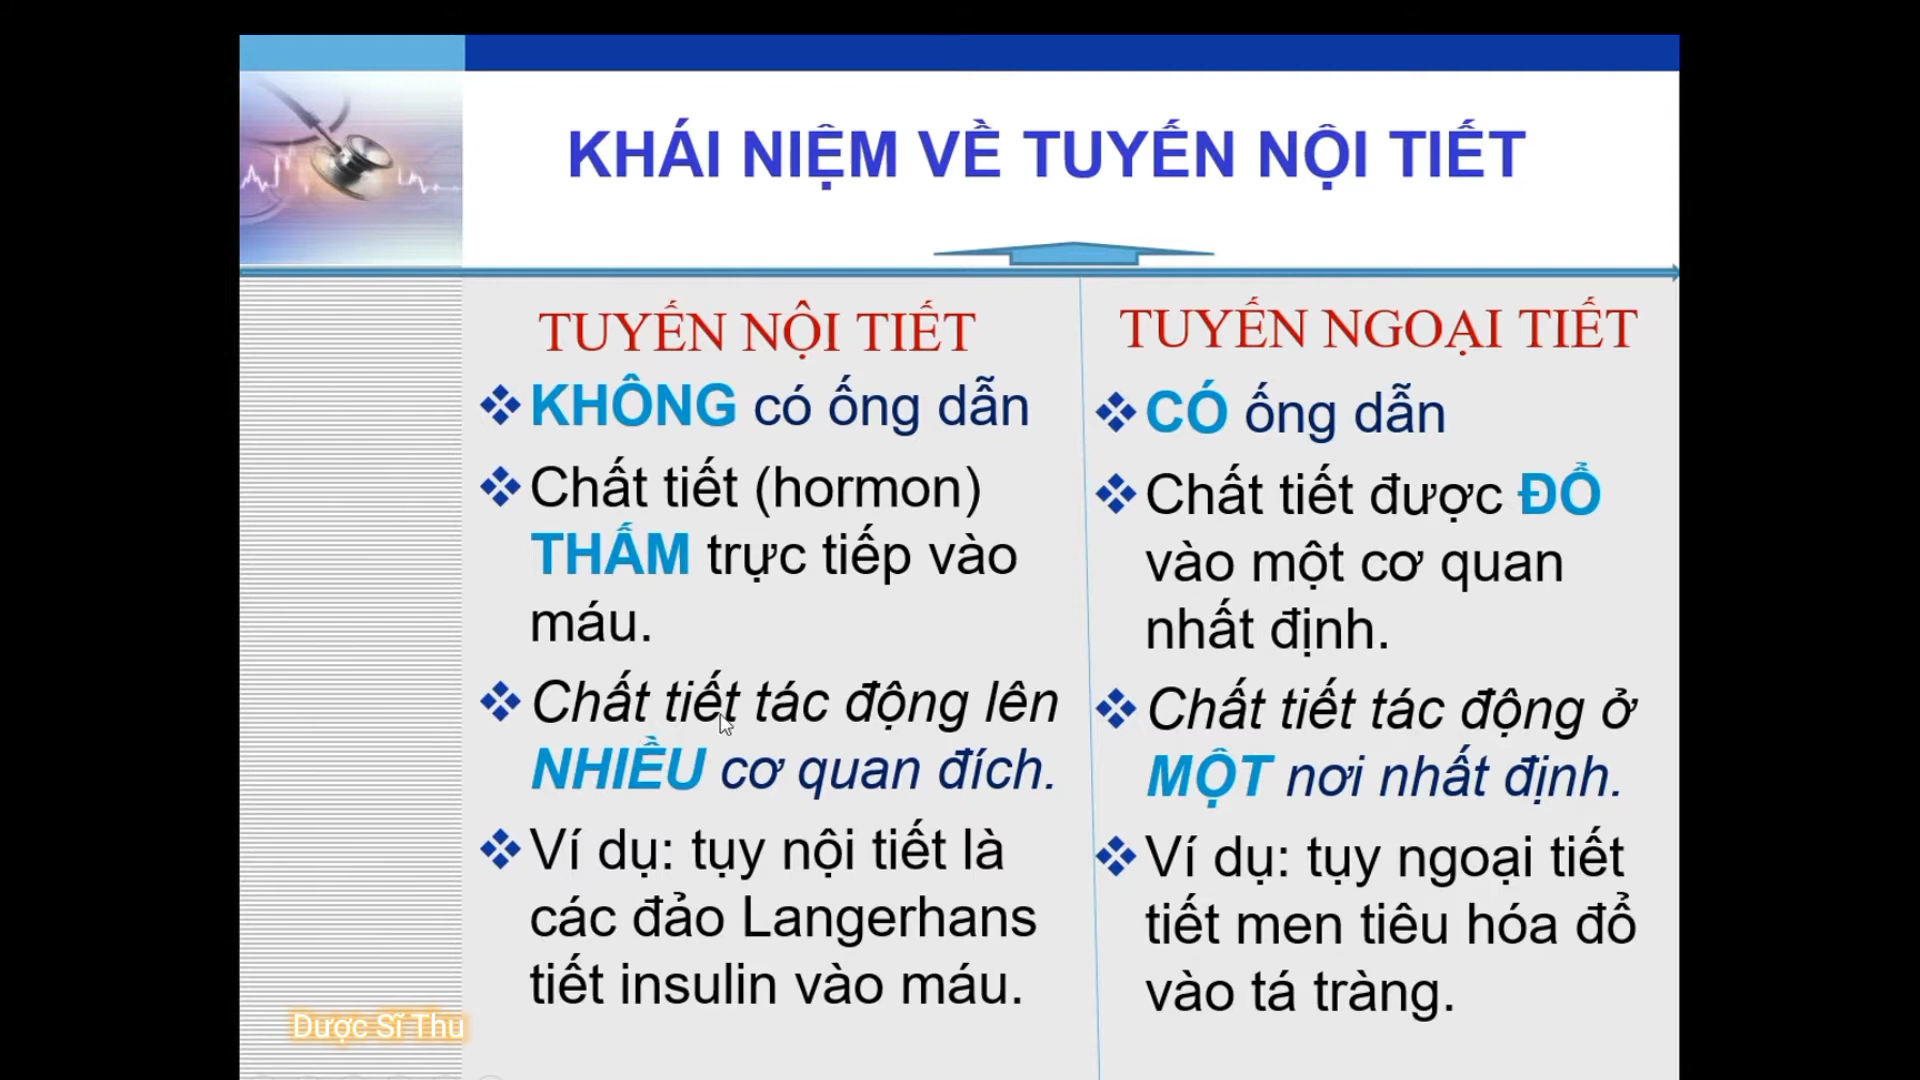 KHÁI NIỆM VỀ TUYẾN NỘI TIẾT
TUYẾN NỘI TIẾT
KHÔNG có ống dẫn
Chất tiết (hormon)
THẤM trực tiếp vào
máu.
Chất tiết tác động lên
NHIỀU cơ quan đích.
Ví dụ: tụy nội tiết là
các đảo Langerhans
tiết insulin vào máu.
TUYẾN NGOẠI TIẾT
CÓ ống dẫn
Chất tiết được ĐỔ
vào một cơ quan
nhất định.
Chất tiết tác động ở
MỘT nơi nhất định.
Ví dụ: tụy ngoại tiết
tiết men tiêu hóa đổ
vào tá tràng.
Dược Sĩ Thu